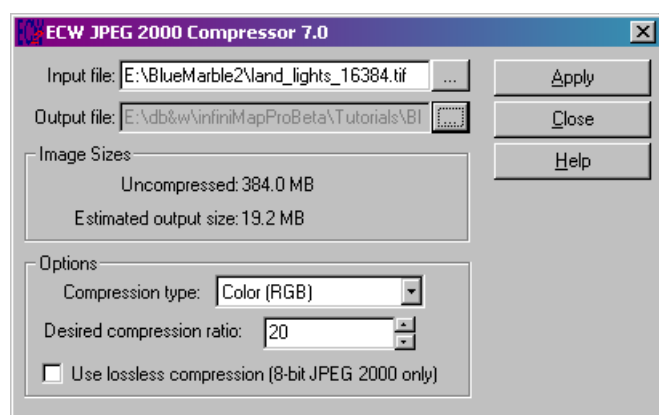 ECW JPEG 2000 Compressor 7.0
Input file: E:\BlueMarble2\land_lights_16384.tif ... Apply
Output file: E:\db&w\infiniMapProBeta\Tutorials\Bl ... Close
Image Sizes Help
Uncompressed: 384.0 MB
Estimated output size: 19.2 MB
Options
Compression type: Color (RGB)
Desired compression ratio: 20
Use lossless compression (8-bit JPEG 2000 only)